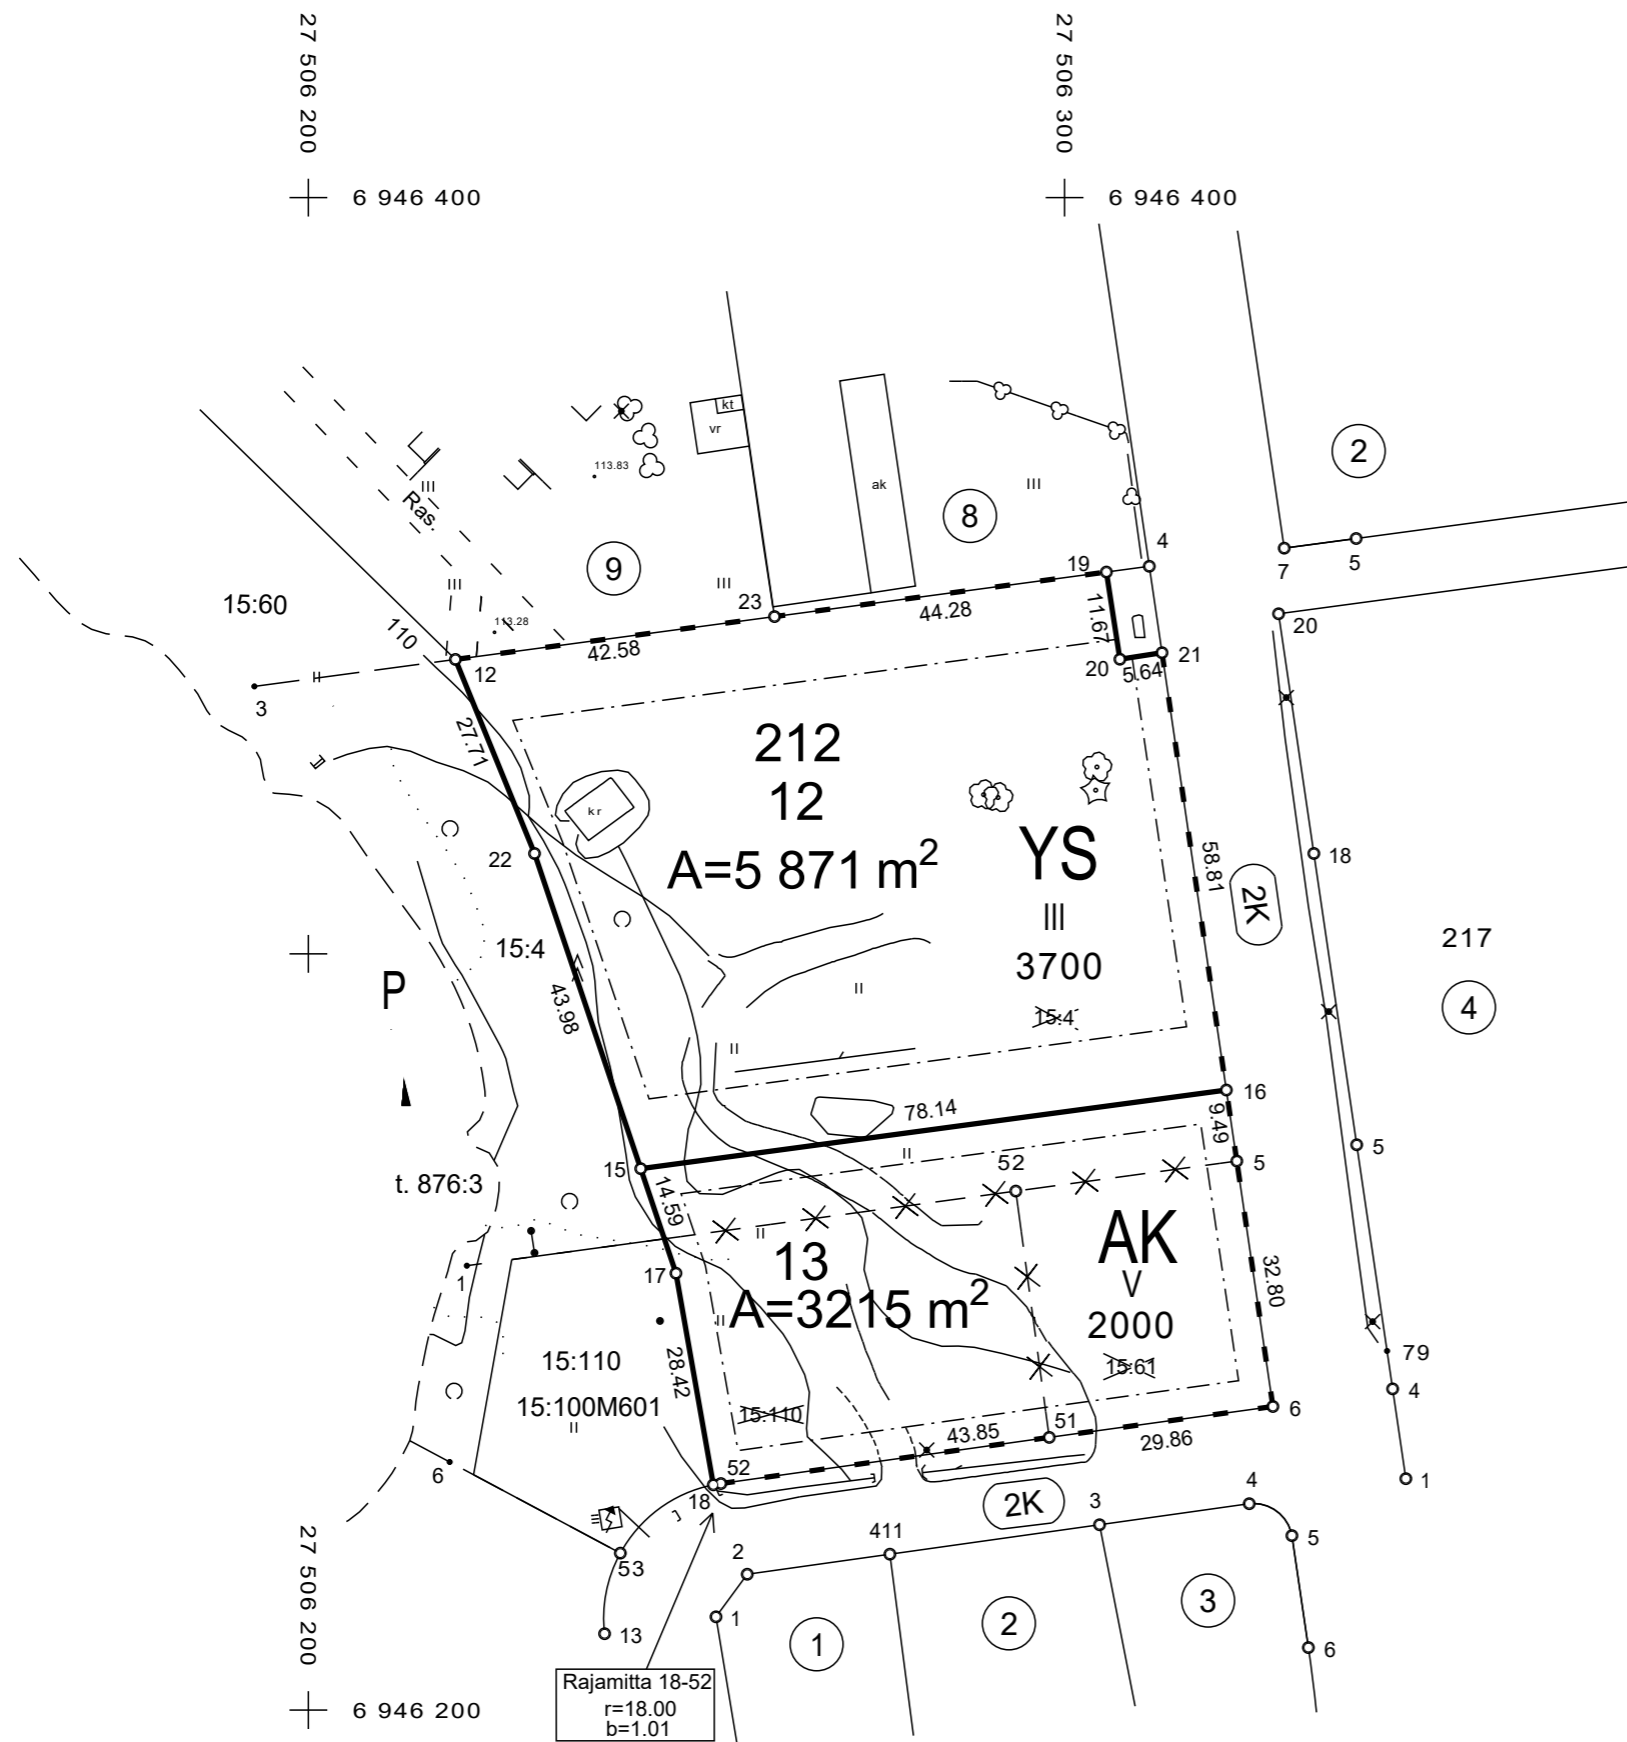 27 506 200
27 506 300
6 946 400
6 946 400
kt
vr
113.83
ak
III
III
Ras.
2
8
4
9
19
7
5
15:60
III
III
23
44.28
11.67
20
113.28
42.58
110
12
20
5.64
21
II
3
27.71
212
12
A=5 871 m2
kr
YS
III
3700
15:4
58.81
2K
18
22
15:4
217
4
P
43.98
II
II
78.14
16
9.49
15
II
52
5
5
t. 876:3
14.59
II
13
A=3215 m2
AK
V
2000
15:61
32.80
17
1
II
28.42
15:110
15:100M601
II
15:110
79
4
6
51
43.85
29.86
6
52
18
1
2K
4
3
411
5
III
53
2
13
1
1
2
3
6
27 506 200
6 946 200
Rajamitta 18-52
r=18.00
b=1.01